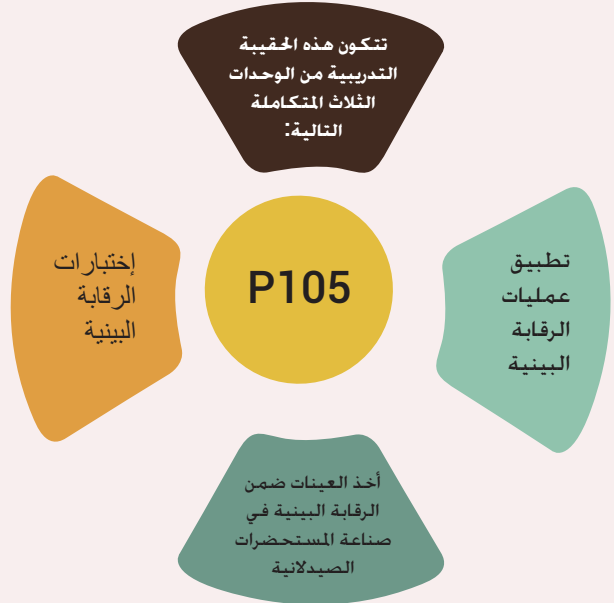 تتكون هذه الحقيبة
التدريبية من الوحدات
الثلاث المتكاملة
التالية:
تطبيق
عمليات
الرقابة
البينية
P105
إختبارات
الرقابة
البينية
أخذ العينات ضمن
الرقابة البينية في
صناعة المستحضرات
الصيدلانية